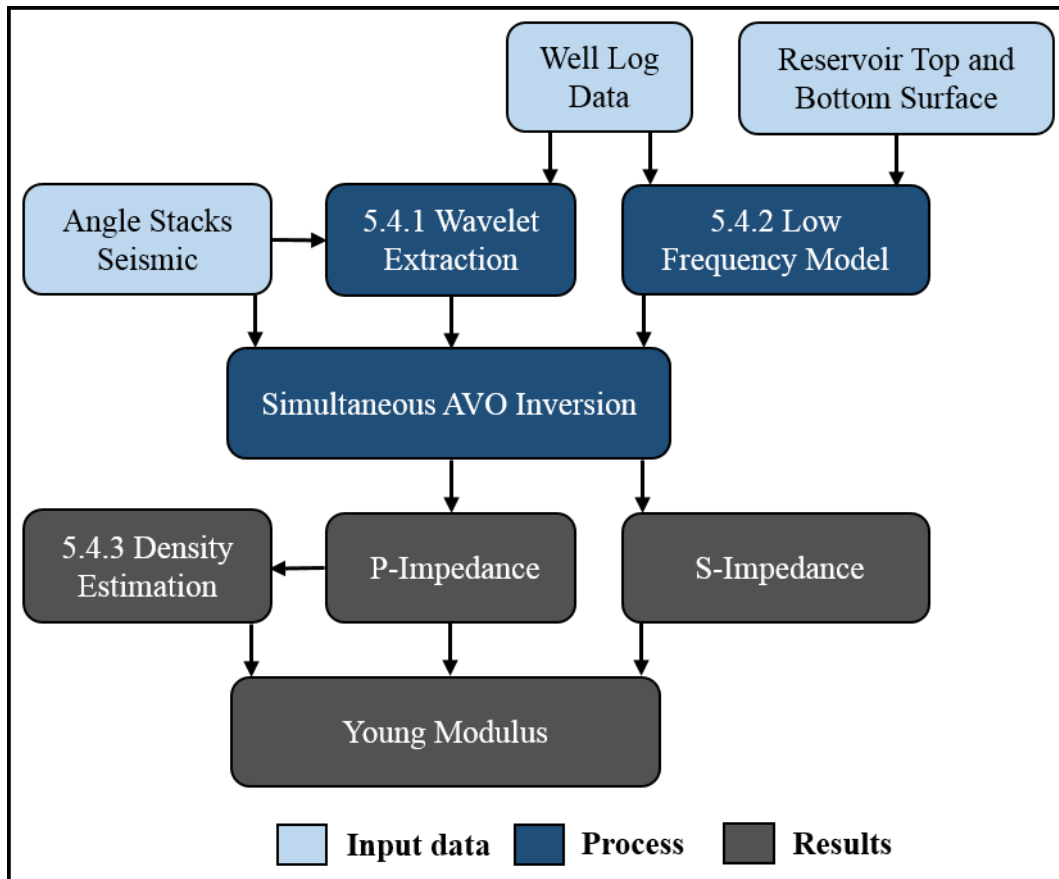 Well Log
Data
Reservoir Top and
Bottom Surface
Angle Stacks
Seismic
5.4.1 Wavelet
Extraction
5.4.2 Low
Frequency Model
Simultaneous AVO Inversion
5.4.3 Density
Estimation
P-Impedance
S-Impedance
Young Modulus
Input data
Process
Results